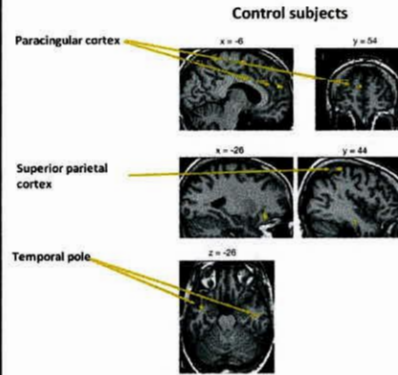 Control subjects
Paracingular cortex
x = -6
y = 54
x = -26
y = 44
Superior parietal
cortex
Temporal pole
z = -26